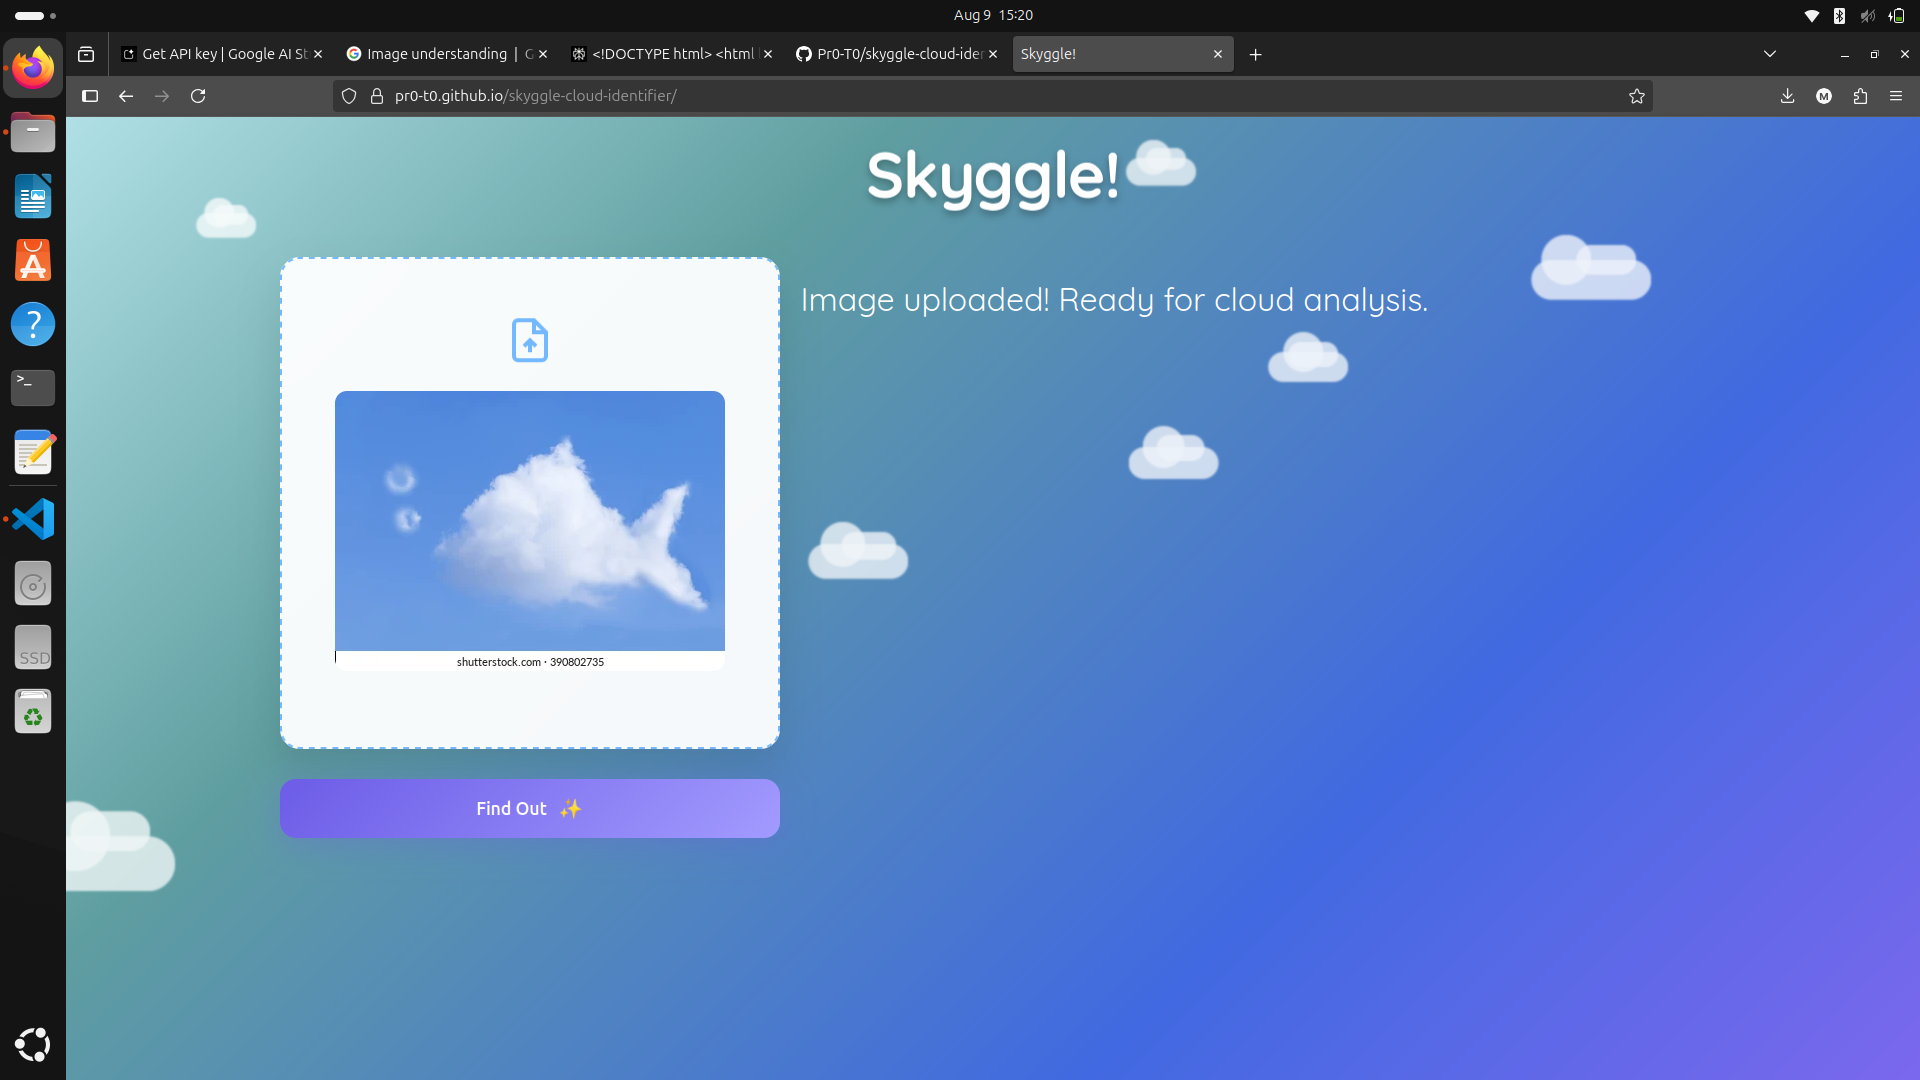 Aug 9 15:20
Get API key | Google AI St
Image understanding | G
<!DOCTYPE html> <html
Pr0-T0/skyggle-cloud-iden
Skyggle!
pr0-t0.github.io/skyggle-cloud-identifier/
M
Skyggle!
Image uploaded! Ready for cloud analysis.
shutterstock.com · 390802735
Find Out ✨
>_
SSD